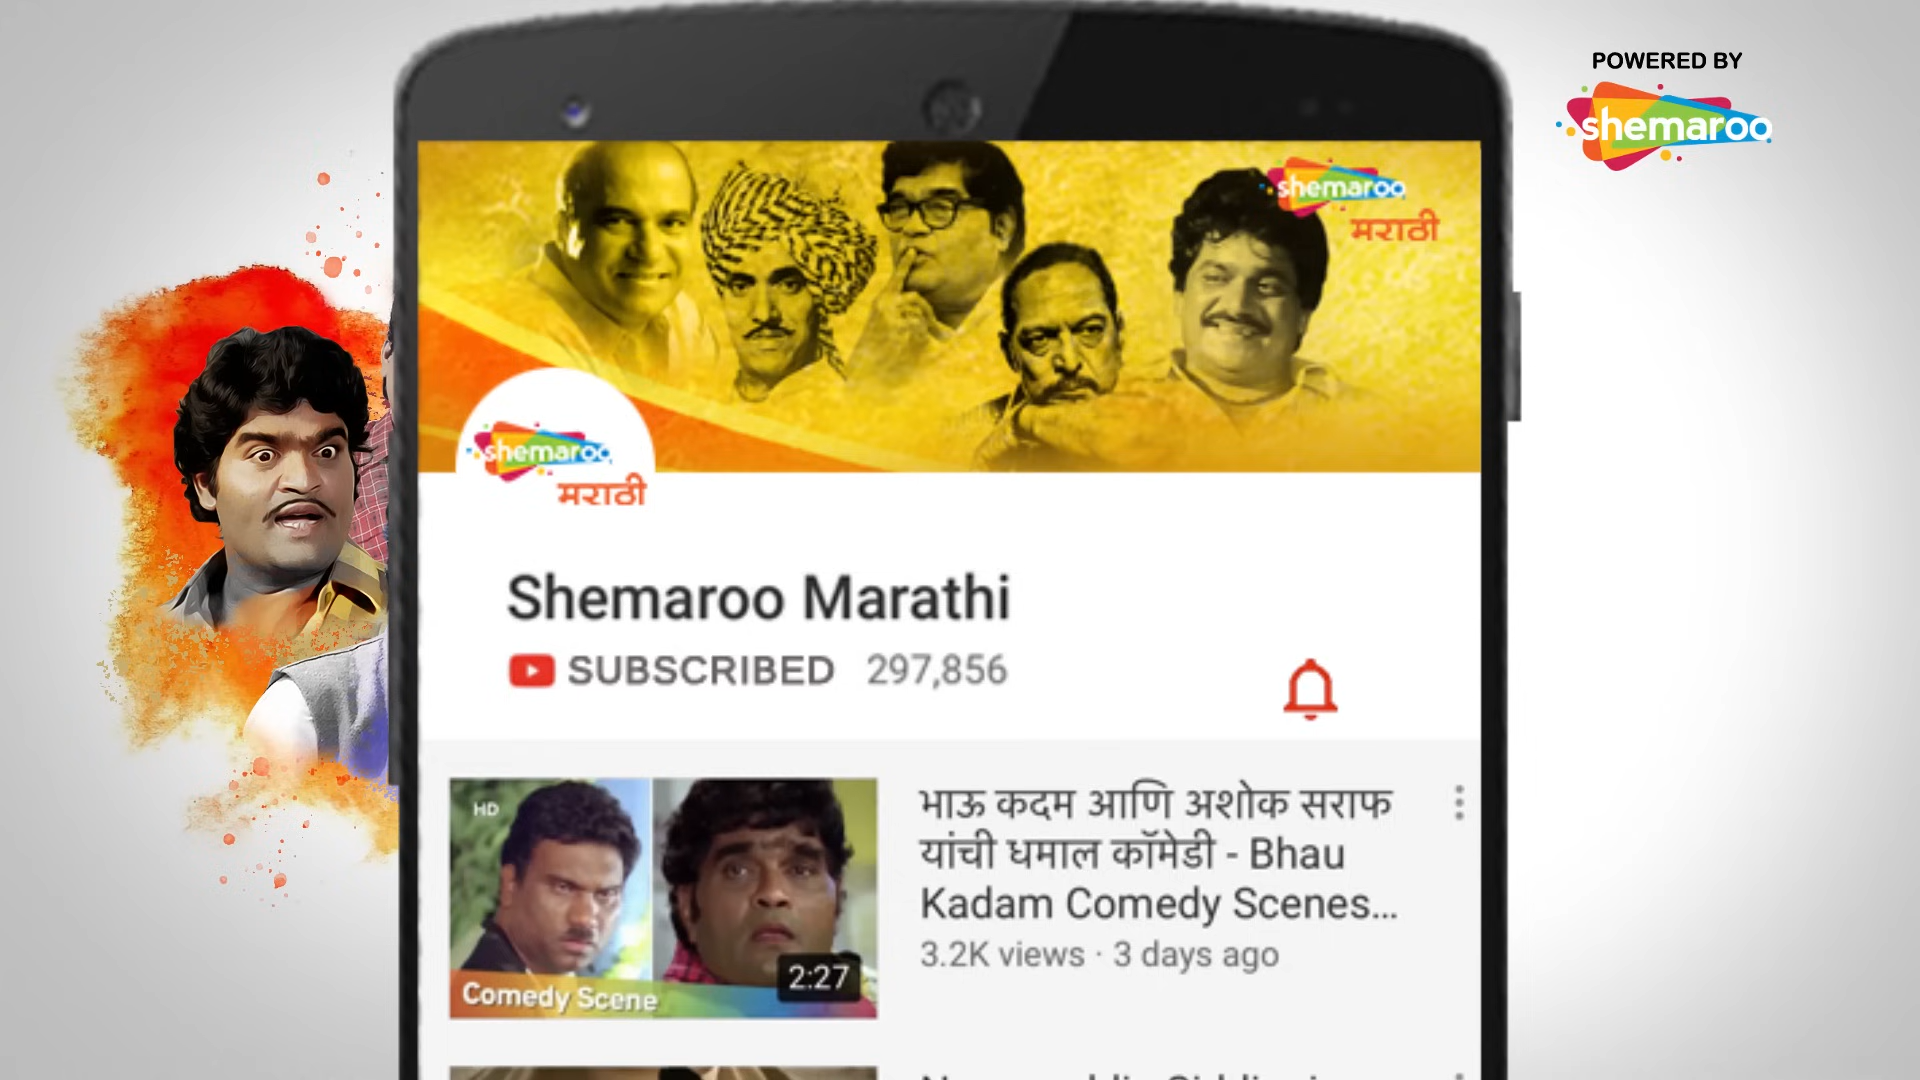 POWERED BY
shemaroo
shemaroo
मराठी
shemaroo
मराठी
Shemaroo Marathi
SUBSCRIBED 297,856
HD
Comedy Scene
2:27
भाऊ कदम आणि अशोक सराफ
यांची धमाल कॉमेडी - Bhau
Kadam Comedy Scenes...
3.2K views · 3 days ago